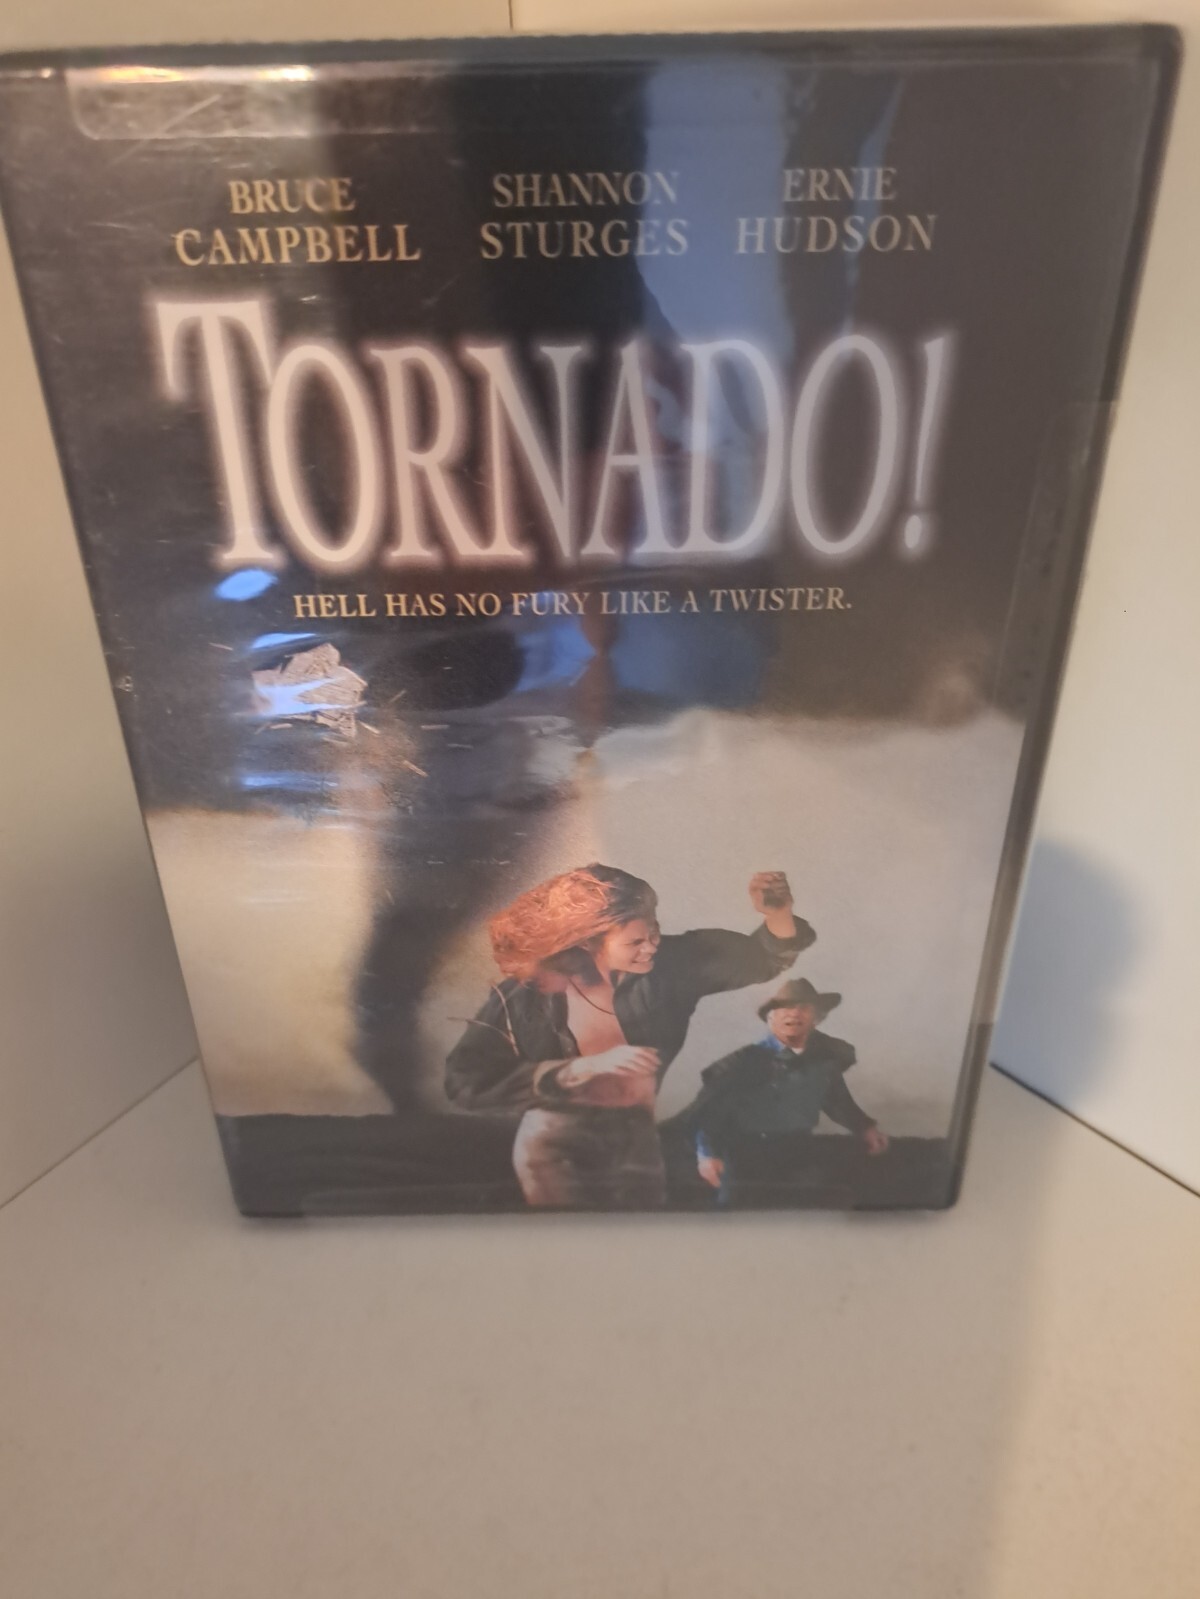 BRUCE SHANNON ERNIE
CAMPBELL STURGES HUDSON
TORNADO!
HELL HAS NO FURY LIKE A TWISTER.